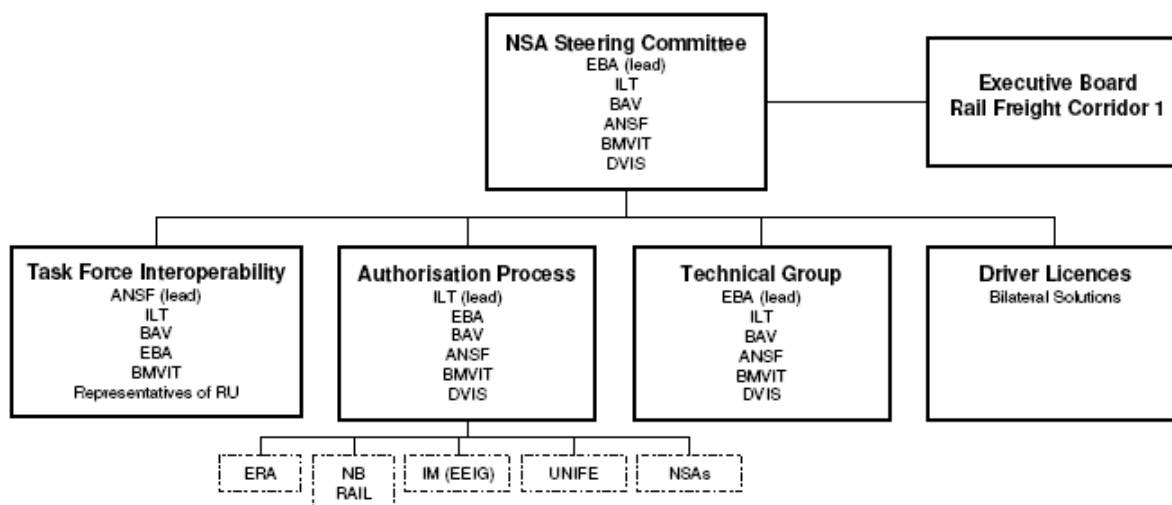 NSA Steering Committee
EBA (lead)
ILT
BAV
ANSF
BMVIT
DVIS
Executive Board
Rail Freight Corridor 1
Task Force Interoperability
ANSF (lead)
ILT
BAV
EBA
BMVIT
Representatives of RU
Authorisation Process
ILT (lead)
EBA
BAV
ANSF
BMVIT
DVIS
Technical Group
EBA (lead)
ILT
BAV
ANSF
BMVIT
DVIS
Driver Licences
Bilateral Solutions
ERA
NB
RAIL
IM (EEIG)
UNIFE
NSAs